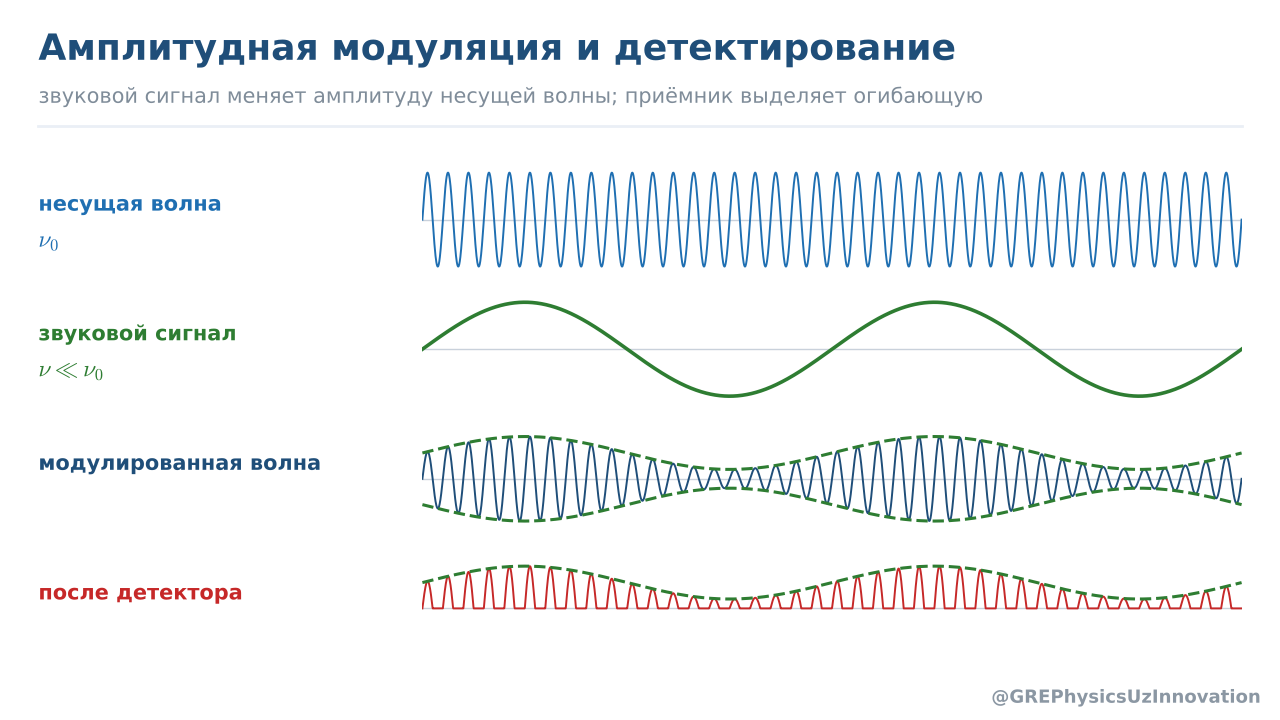 Амплитудная модуляция и детектирование
звуковой сигнал меняет амплитуду несущей волны; приёмник выделяет огибающую
несущая волна
ν₀
звуковой сигнал
ν ≪ ν₀
модулированная волна
после детектора
@GREPhysicsUzInnovation